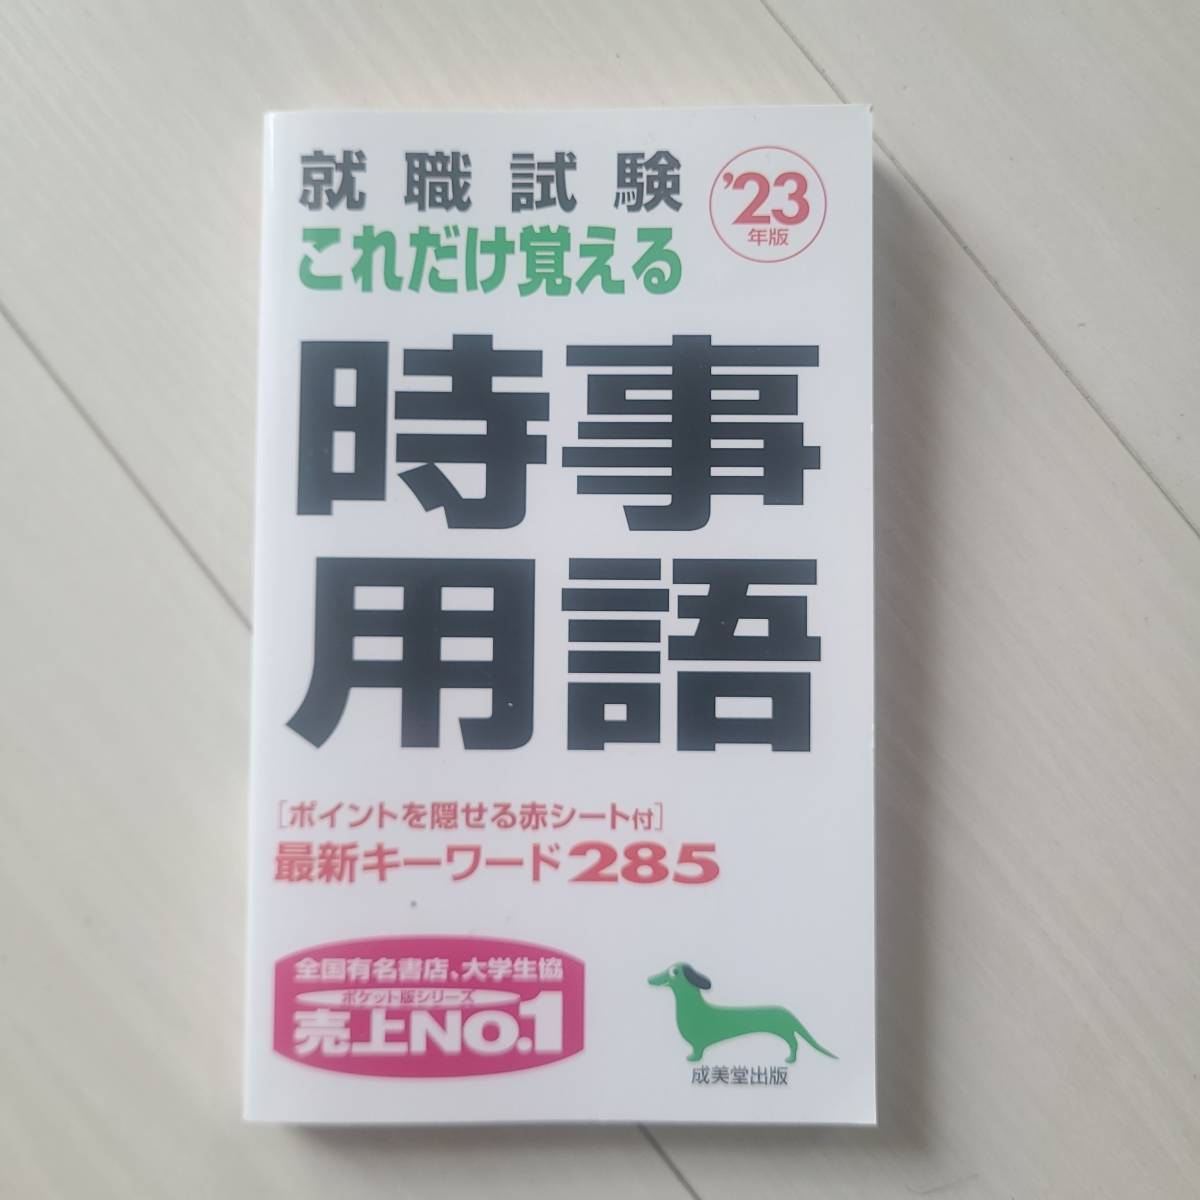 就職試験
'23
年版
これだけ覚える
時事
用語
［ポイントを隠せる赤シート付］
最新キーワード285
全国有名書店、大学生協
ポケット版シリーズ
売上NO.1
成美堂出版